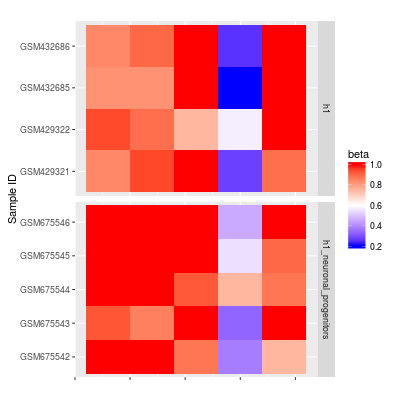 GSM432686
GSM432685
GSM429322
GSM429321
h1
GSM675546
GSM675545
GSM675544
GSM675543
GSM675542
h1_neuronal_progenitors
Sample ID
beta
1.0
0.8
0.6
0.4
0.2